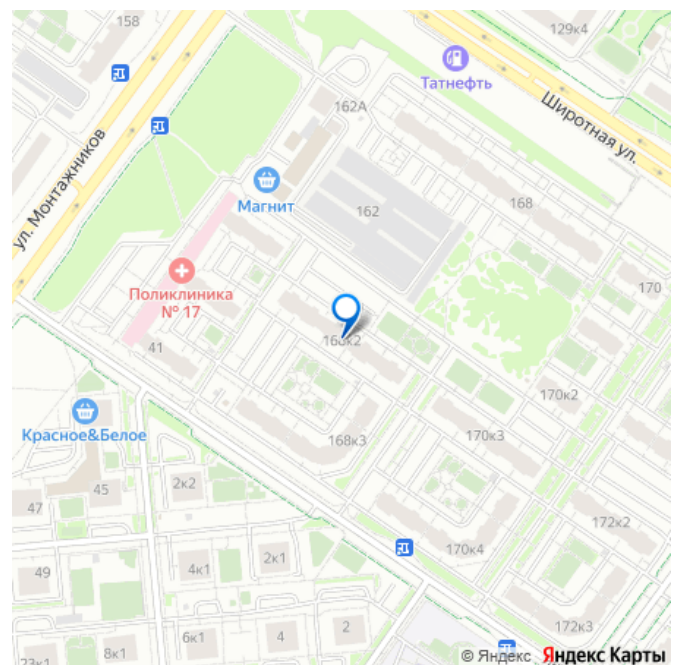 158
129к4
Татнефть
Широтная ул.
162А
ул. Монтажников
Магнит
162
168
Поликлиника
№ 17
170
41
168к2
170к2
Красное&Белое
168к3
170к3
45
2к2
47
172к2
170к4
2к1
4к1
49
172к3
2
4
6к1
8к1
23к1
© Яндекс Яндекс Карты